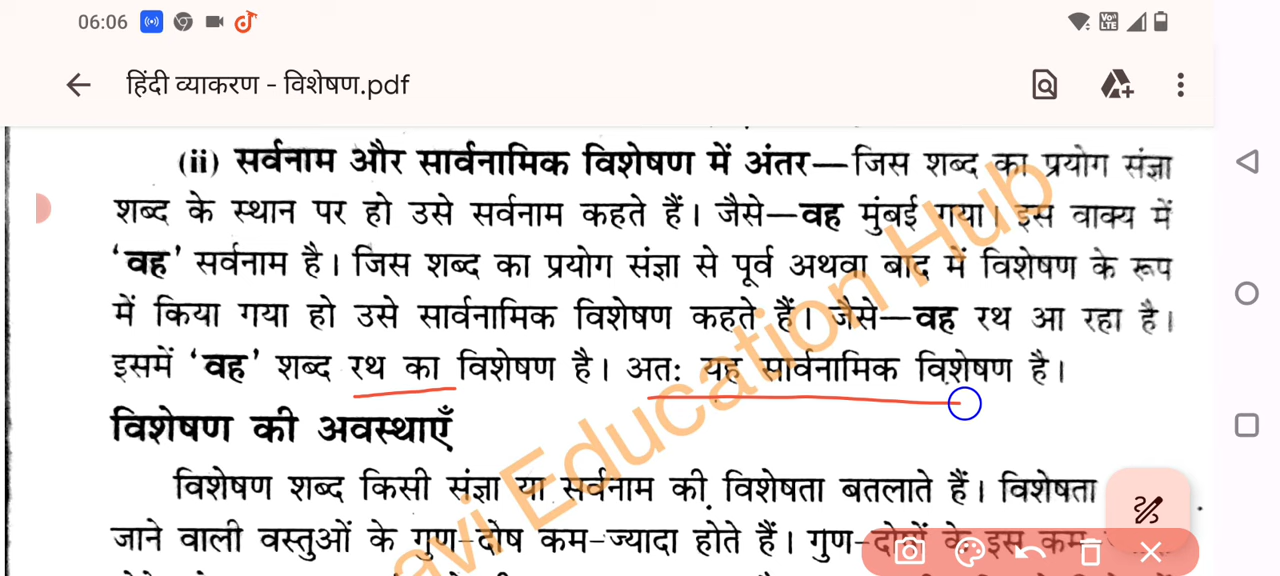 06:06
हिंदी व्याकरण - विशेषण.pdf
(ii) सर्वनाम और सार्वनामिक विशेषण में अंतर—जिस शब्द का प्रयोग संज्ञा
शब्द के स्थान पर हो उसे सर्वनाम कहते हैं। जैसे—वह मुंबई गया। इस वाक्य में
'वह' सर्वनाम है। जिस शब्द का प्रयोग संज्ञा से पूर्व अथवा बाद में विशेषण के रूप
में किया गया हो उसे सार्वनामिक विशेषण कहते हैं। जैसे—वह रथ आ रहा है।
इसमें 'वह' शब्द रथ का विशेषण है। अतः यह सार्वनामिक विशेषण है।
विशेषण की अवस्थाएँ
विशेषण शब्द किसी संज्ञा या सर्वनाम की विशेषता बतलाते हैं। विशेषता
जाने वाली वस्तुओं के गुण-दोष कम-ज्यादा होते हैं। गुण-दोषों के इस कम
avi Education Hub